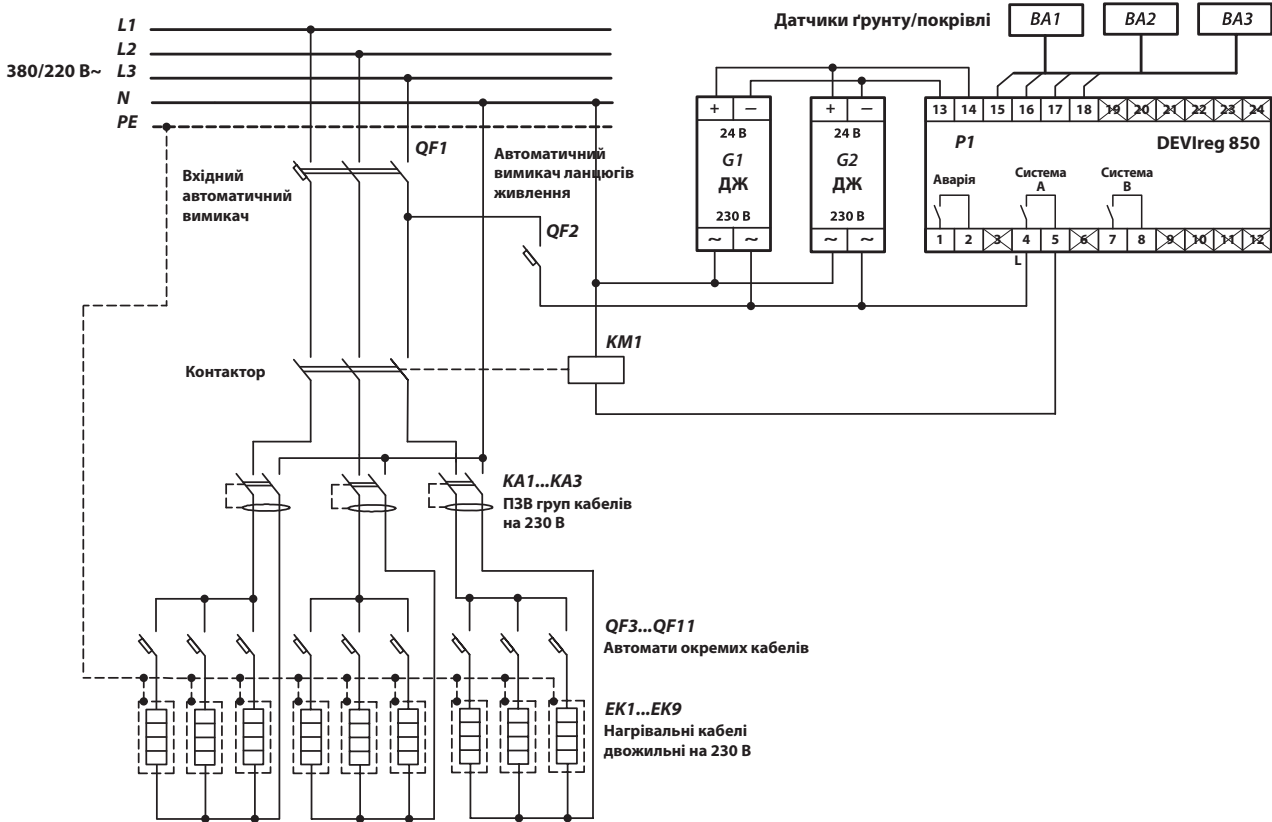 L1
L2
380/220 В~
L3
N
PE
Датчики ґрунту/покрівлі
BA1
BA2
BA3
QF1
Вхідний
автоматичний
вимикач
Автоматичний
вимикач ланцюгів
живлення
QF2
+ −
24 В
G1
ДЖ
230 В
~ ~
+ −
24 В
G2
ДЖ
230 В
~ ~
13 14 15 16 17 18 19 20 21 22 23 24
P1
DEVIreg 850
Аварія
Система
А
Система
В
1 2 3 4 5 6 7 8 9 10 11 12
L
KM1
Контактор
KA1...KA3
ПЗВ груп кабелів
на 230 В
QF3...QF11
Автомати окремих кабелів
EK1...EK9
Нагрівальні кабелі
двожильні на 230 В